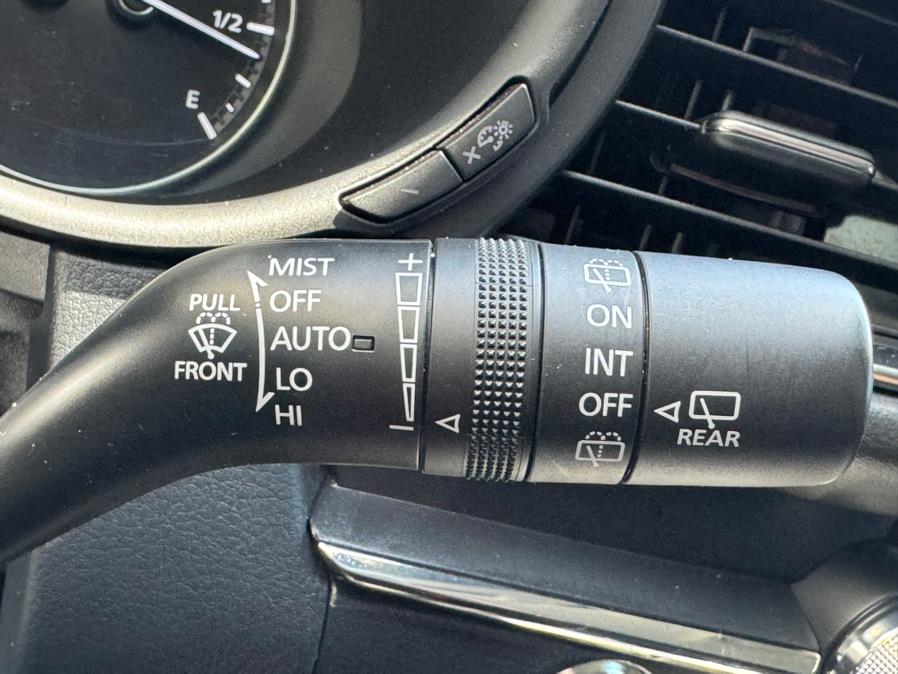 1/2
E
MIST
PULL
OFF
AUTO
FRONT
LO
HI
+
-
ON
INT
OFF
REAR